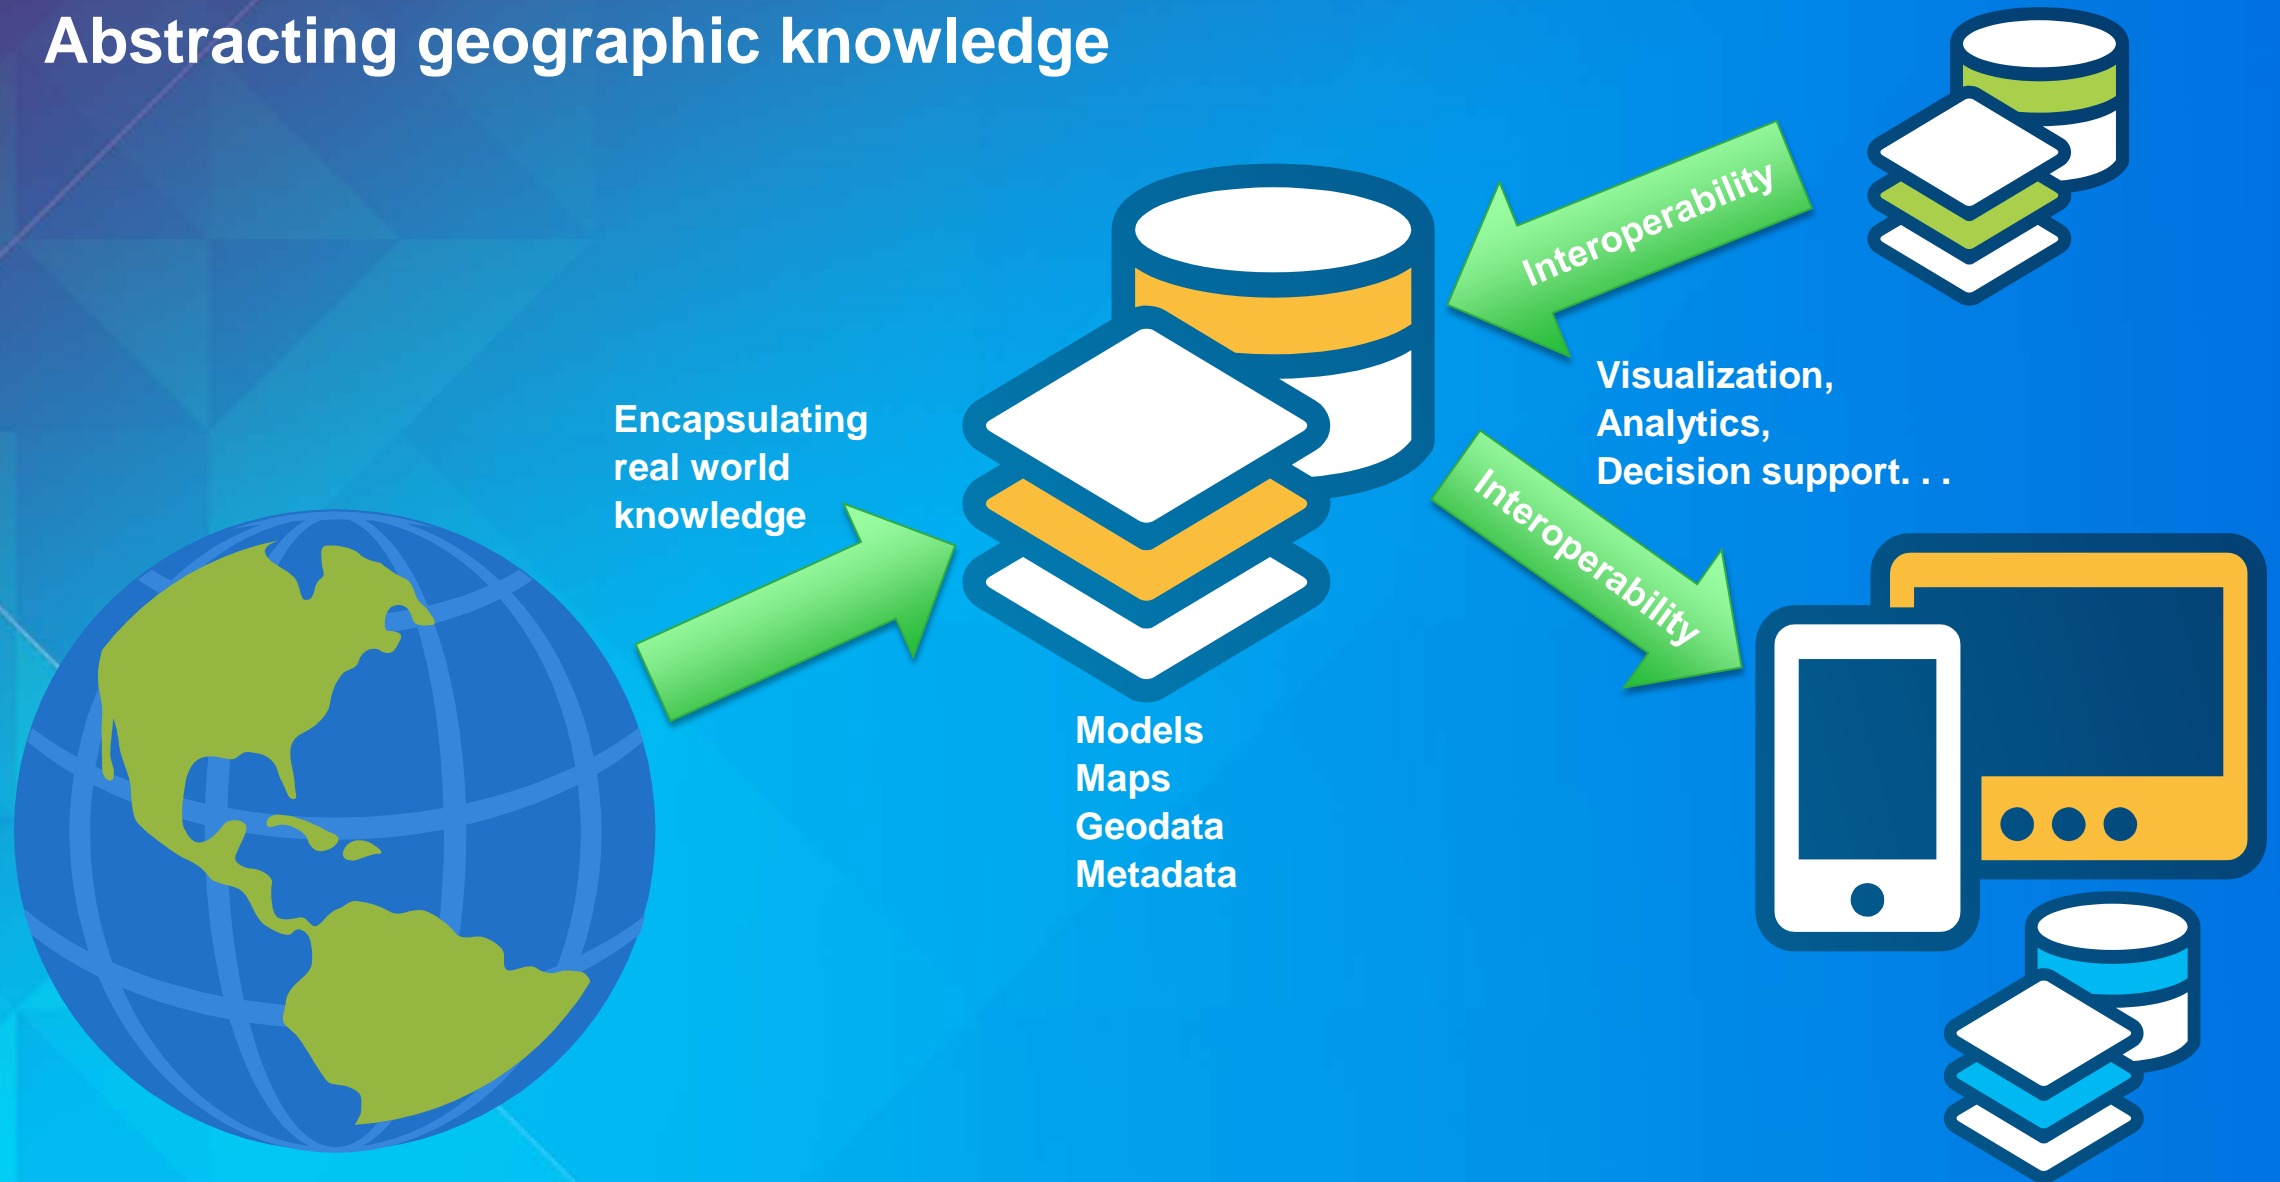 Abstracting geographic knowledge
Interoperability
Encapsulating
real world
knowledge
Visualization,
Analytics,
Decision support. . .
Interoperability
Models
Maps
Geodata
Metadata